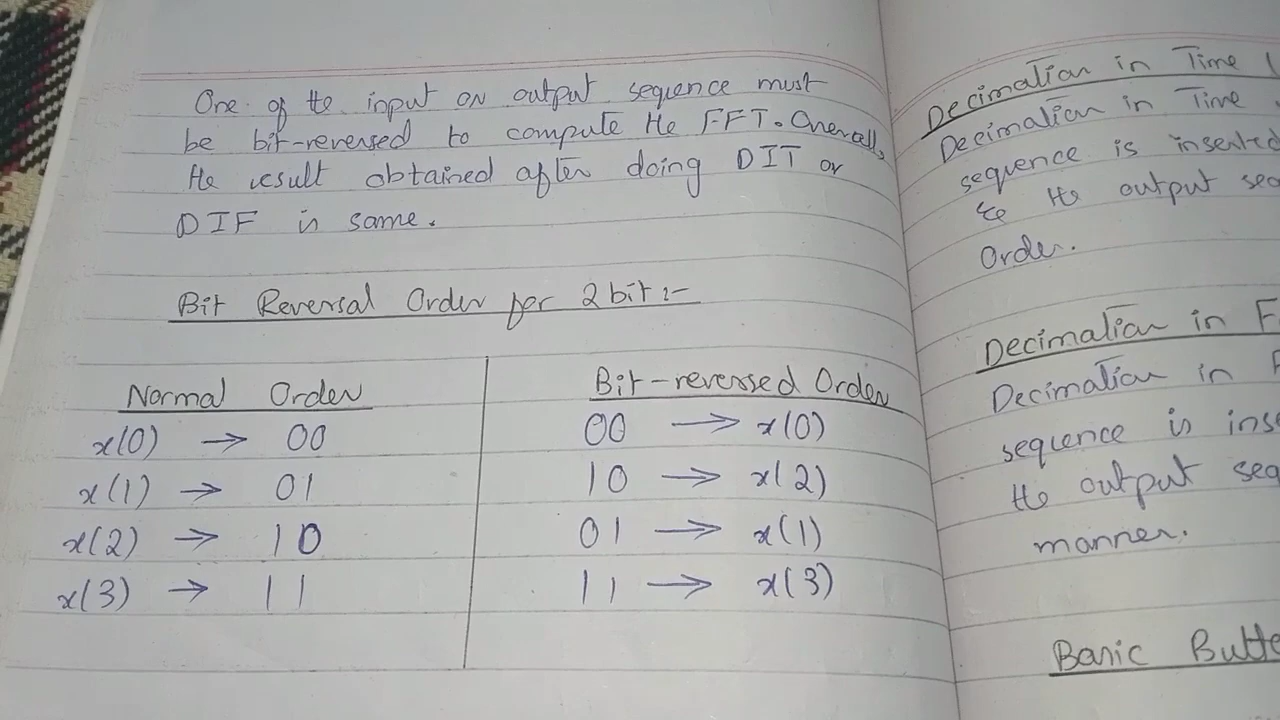 One of the input or output sequence must
be bit-reversed to compute the FFT. Overall,
the result obtained after doing DIT or
DIF is same.
Bit Reversal Order for 2 bit :-
Normal Order
x(0) → 00
x(1) → 01
x(2) → 10
x(3) → 11
Bit-reversed Order
00 → x(0)
10 → x(2)
01 → x(1)
11 → x(3)
Decimation in Time (
Decimation in Time
sequence is inserted
the output seq
Order.
Decimation in F
Decimation in F
sequence is inse
the output seq
manner.
Basic Butte